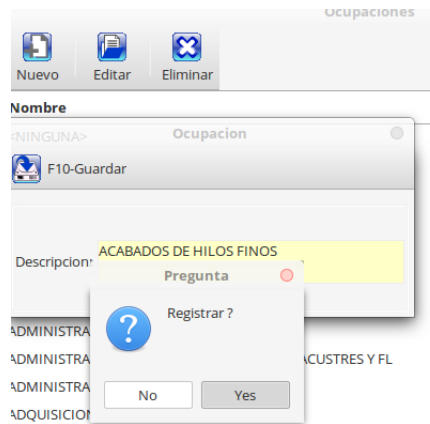 Ocupaciones
Nuevo Editar Eliminar
Nombre
<NINGUNA> Ocupacion
F10-Guardar
Descripcion:
ACABADOS DE HILOS FINOS
Pregunta
Registrar ?
No Yes
ADMINISTRA
ADMINISTRA ACUSTRES Y FL
ADMINISTRA
ADQUISICION